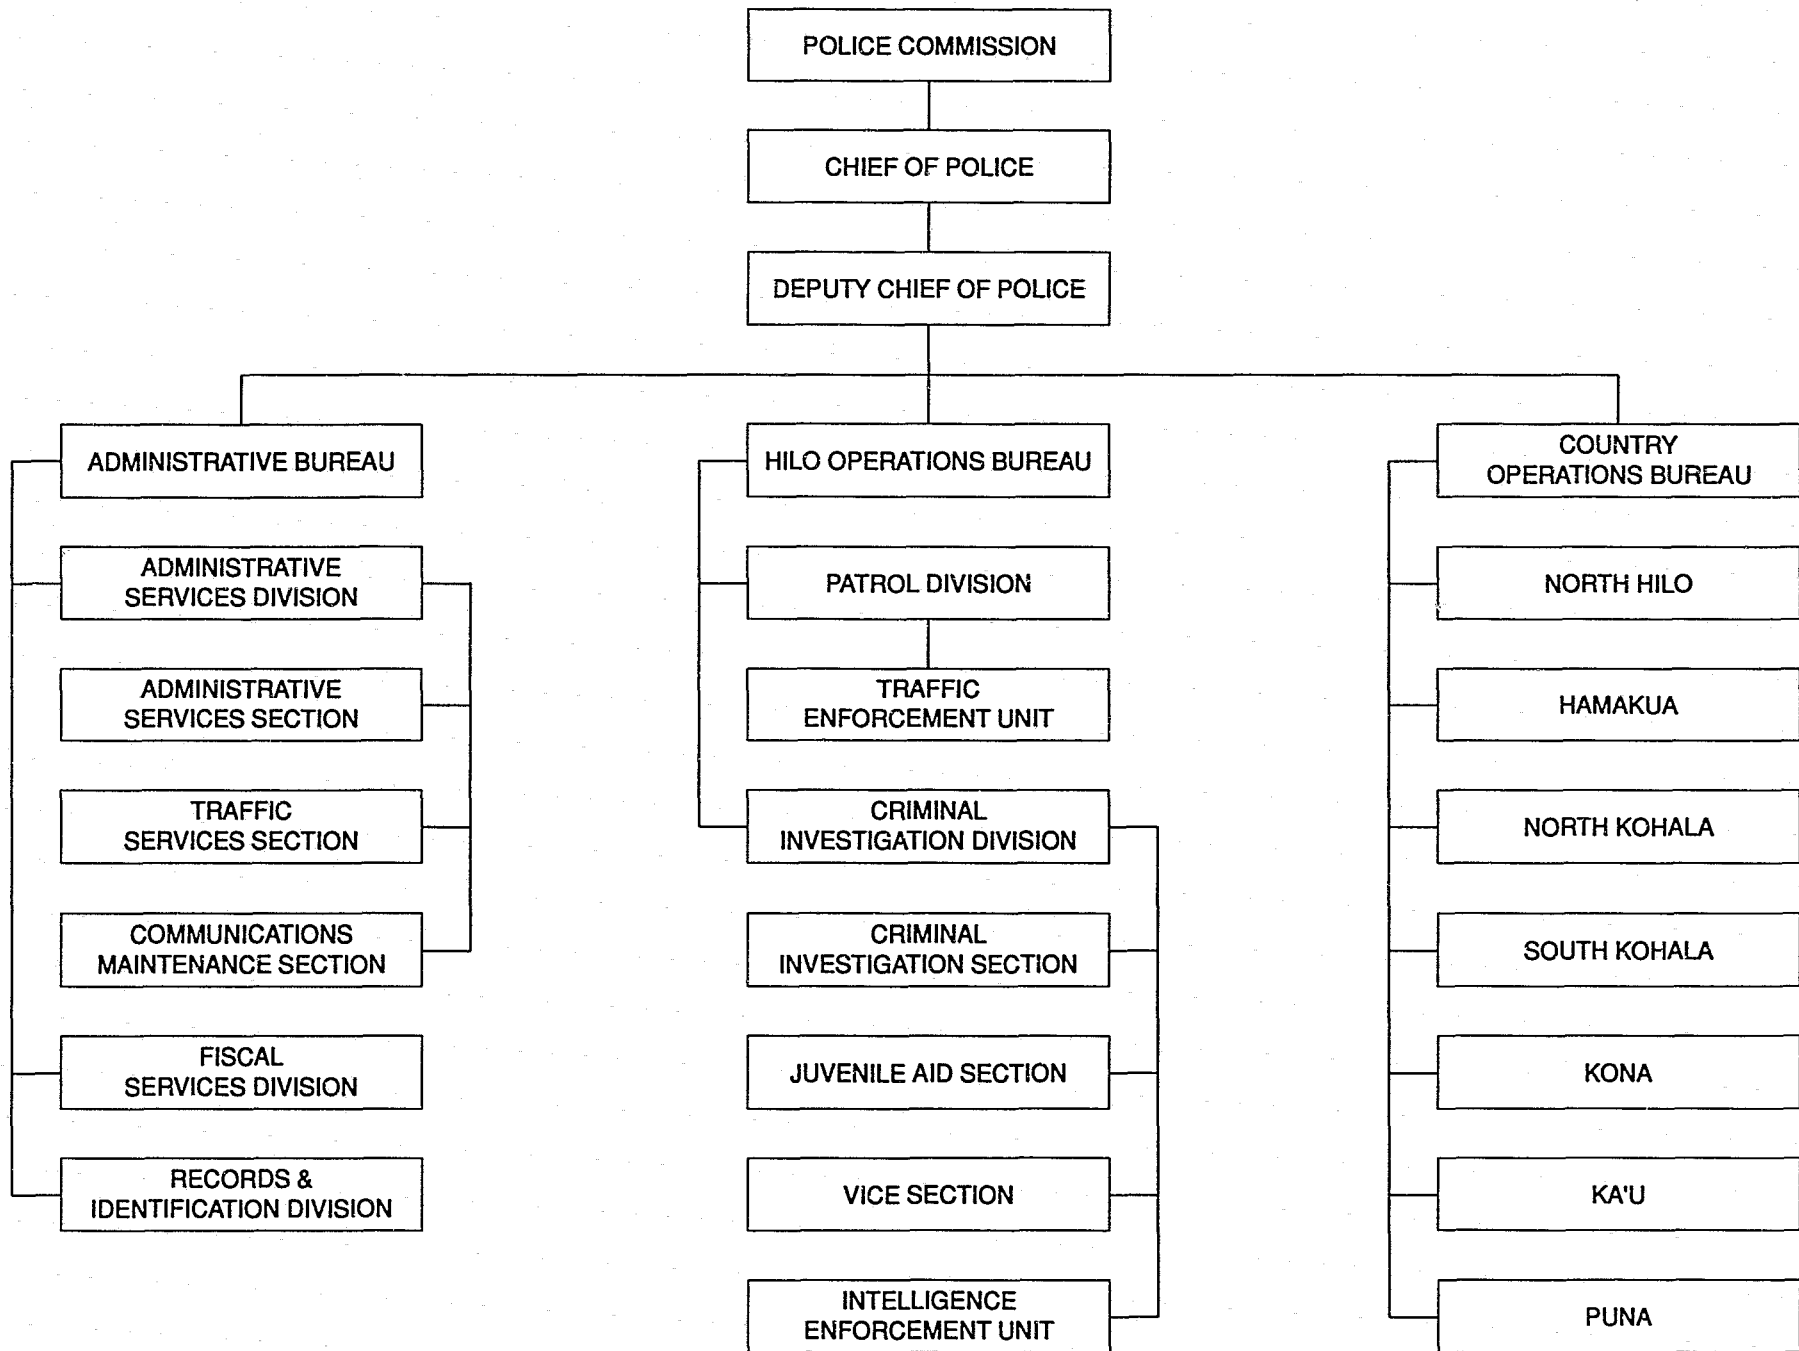 POLICE COMMISSION
CHIEF OF POLICE
DEPUTY CHIEF OF POLICE
ADMINISTRATIVE BUREAU
ADMINISTRATIVE
SERVICES DIVISION
ADMINISTRATIVE
SERVICES SECTION
TRAFFIC
SERVICES SECTION
COMMUNICATIONS
MAINTENANCE SECTION
FISCAL
SERVICES DIVISION
RECORDS &
IDENTIFICATION DIVISION
HILO OPERATIONS BUREAU
PATROL DIVISION
TRAFFIC
ENFORCEMENT UNIT
CRIMINAL
INVESTIGATION DIVISION
CRIMINAL
INVESTIGATION SECTION
JUVENILE AID SECTION
VICE SECTION
INTELLIGENCE
ENFORCEMENT UNIT
COUNTRY
OPERATIONS BUREAU
NORTH HILO
HAMAKUA
NORTH KOHALA
SOUTH KOHALA
KONA
KA'U
PUNA